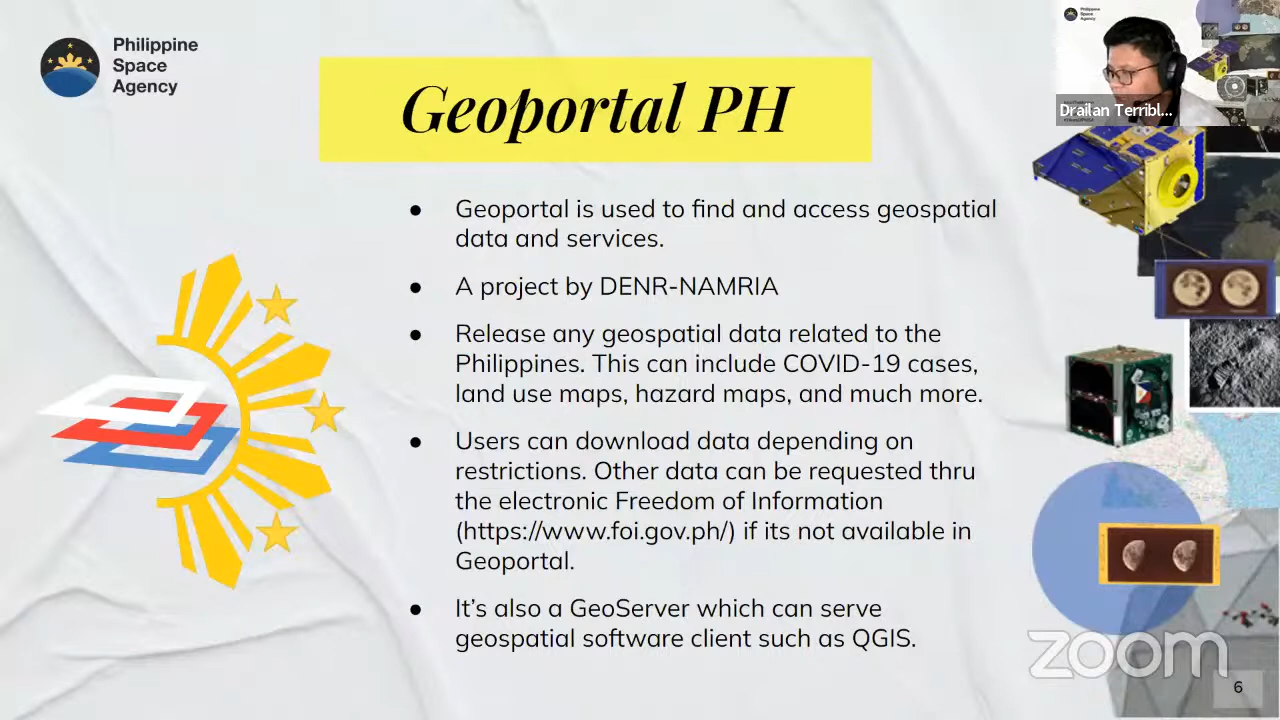 Philippine
Space
Agency
Geoportal PH
● Geoportal is used to find and access geospatial
data and services.
● A project by DENR-NAMRIA
● Release any geospatial data related to the
Philippines. This can include COVID-19 cases,
land use maps, hazard maps, and much more.
● Users can download data depending on
restrictions. Other data can be requested thru
the electronic Freedom of Information
(https://www.foi.gov.ph/) if its not available in
Geoportal.
● It’s also a GeoServer which can serve
geospatial software client such as QGIS.
Philippine
Space
Agency
Drailan Terribl...
zoom
6